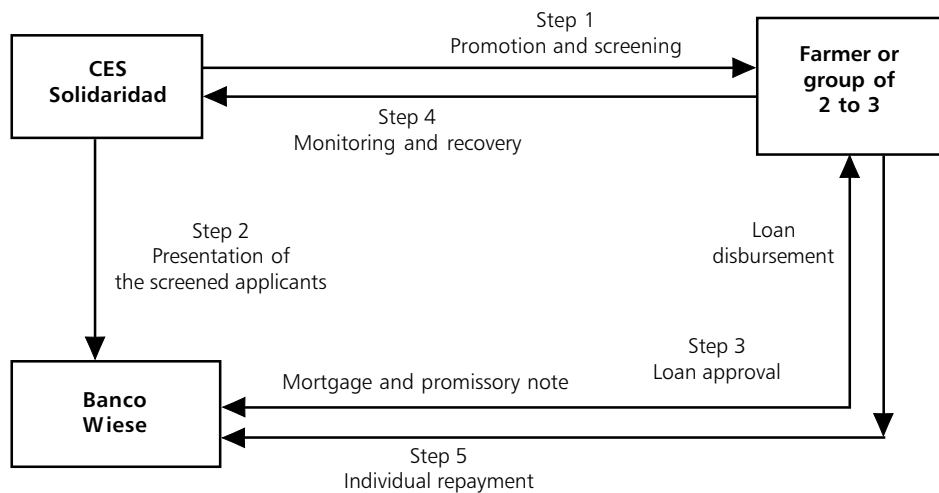 Step 1
Promotion and screening
CES
Solidaridad
Farmer or
group of
2 to 3
Step 4
Monitoring and recovery
Step 2
Presentation of
the screened applicants
Loan
disbursement
Step 3
Loan approval
Mortgage and promissory note
Banco
Wiese
Step 5
Individual repayment